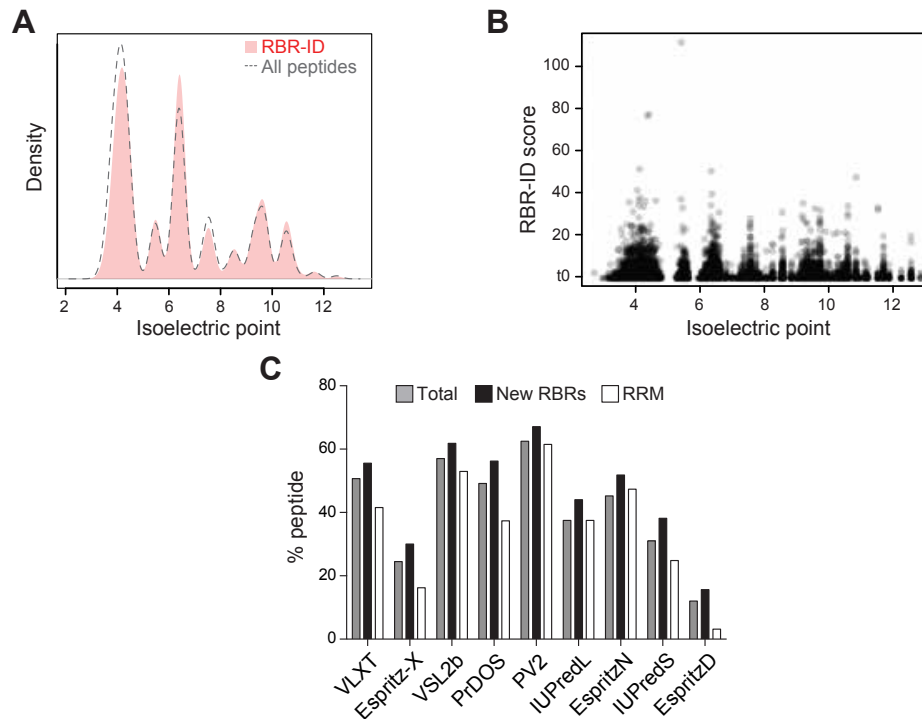 A
RBR-ID
All peptides
Density
2 4 6 8 10 12
Isoelectric point
B
100
80
60
40
20
t0
RBR-ID score
4 6 8 10 12
Isoelectric point
C
80
60
40
20
0
% peptide
Total New RBRs RRM
VLXT
Espritz-X
VSL2b
PrDOS
PV2
IUPredL
EspritzN
IUPredS
EspritzD